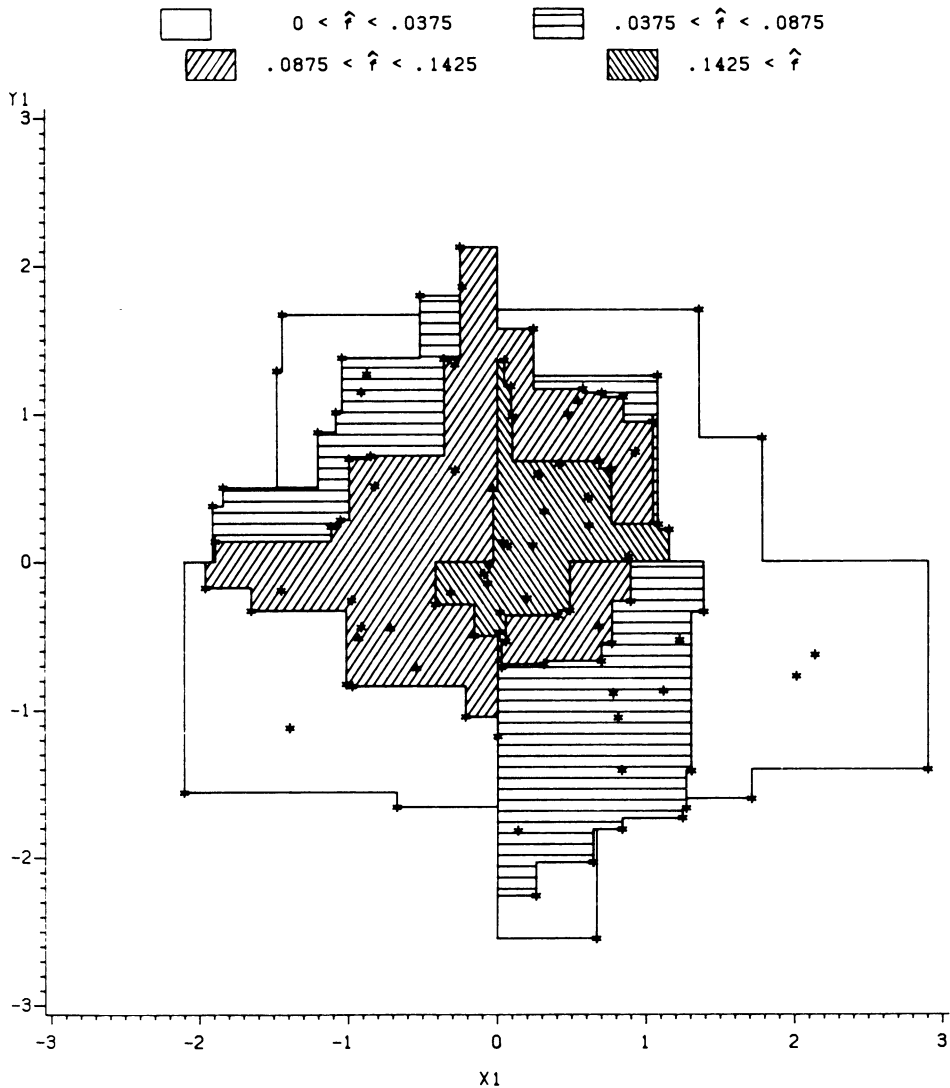 0 < f̂ < .0375
.0375 < f̂ < .0875
.0875 < f̂ < .1425
.1425 < f̂
Y1
3
2
1
0
-1
-2
-3
-3 -2 -1 0 1 2 3
X1